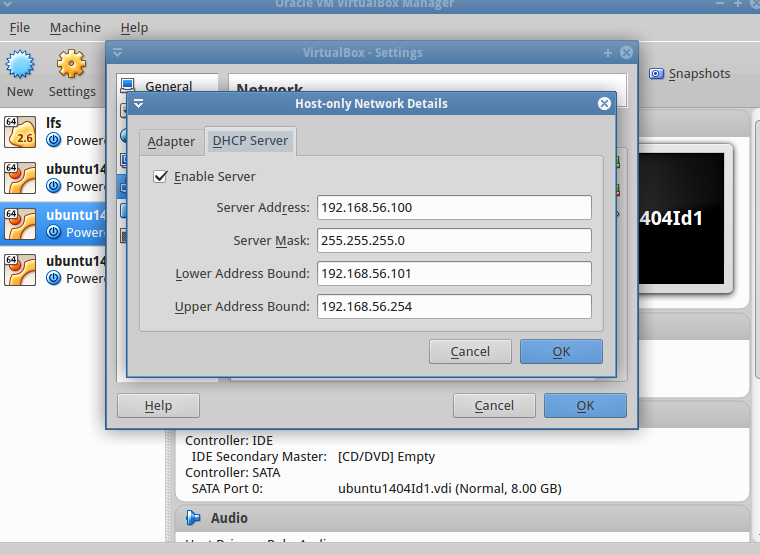 Oracle VM VirtualBox Manager
File Machine Help
New Settings Snapshots
VirtualBox - Settings
General
Network
Host-only Network Details
Adapter DHCP Server
Enable Server
Server Address: 192.168.56.100
Server Mask: 255.255.255.0
Lower Address Bound: 192.168.56.101
Upper Address Bound: 192.168.56.254
Cancel OK
Help Cancel OK
64 2.6 lfs
Powere
64 ubuntu14
Powere
64 ubuntu14
Powere
64 ubuntu14
Powere
404Id1
Controller: IDE
IDE Secondary Master: [CD/DVD] Empty
Controller: SATA
SATA Port 0: ubuntu1404Id1.vdi (Normal, 8.00 GB)
Audio